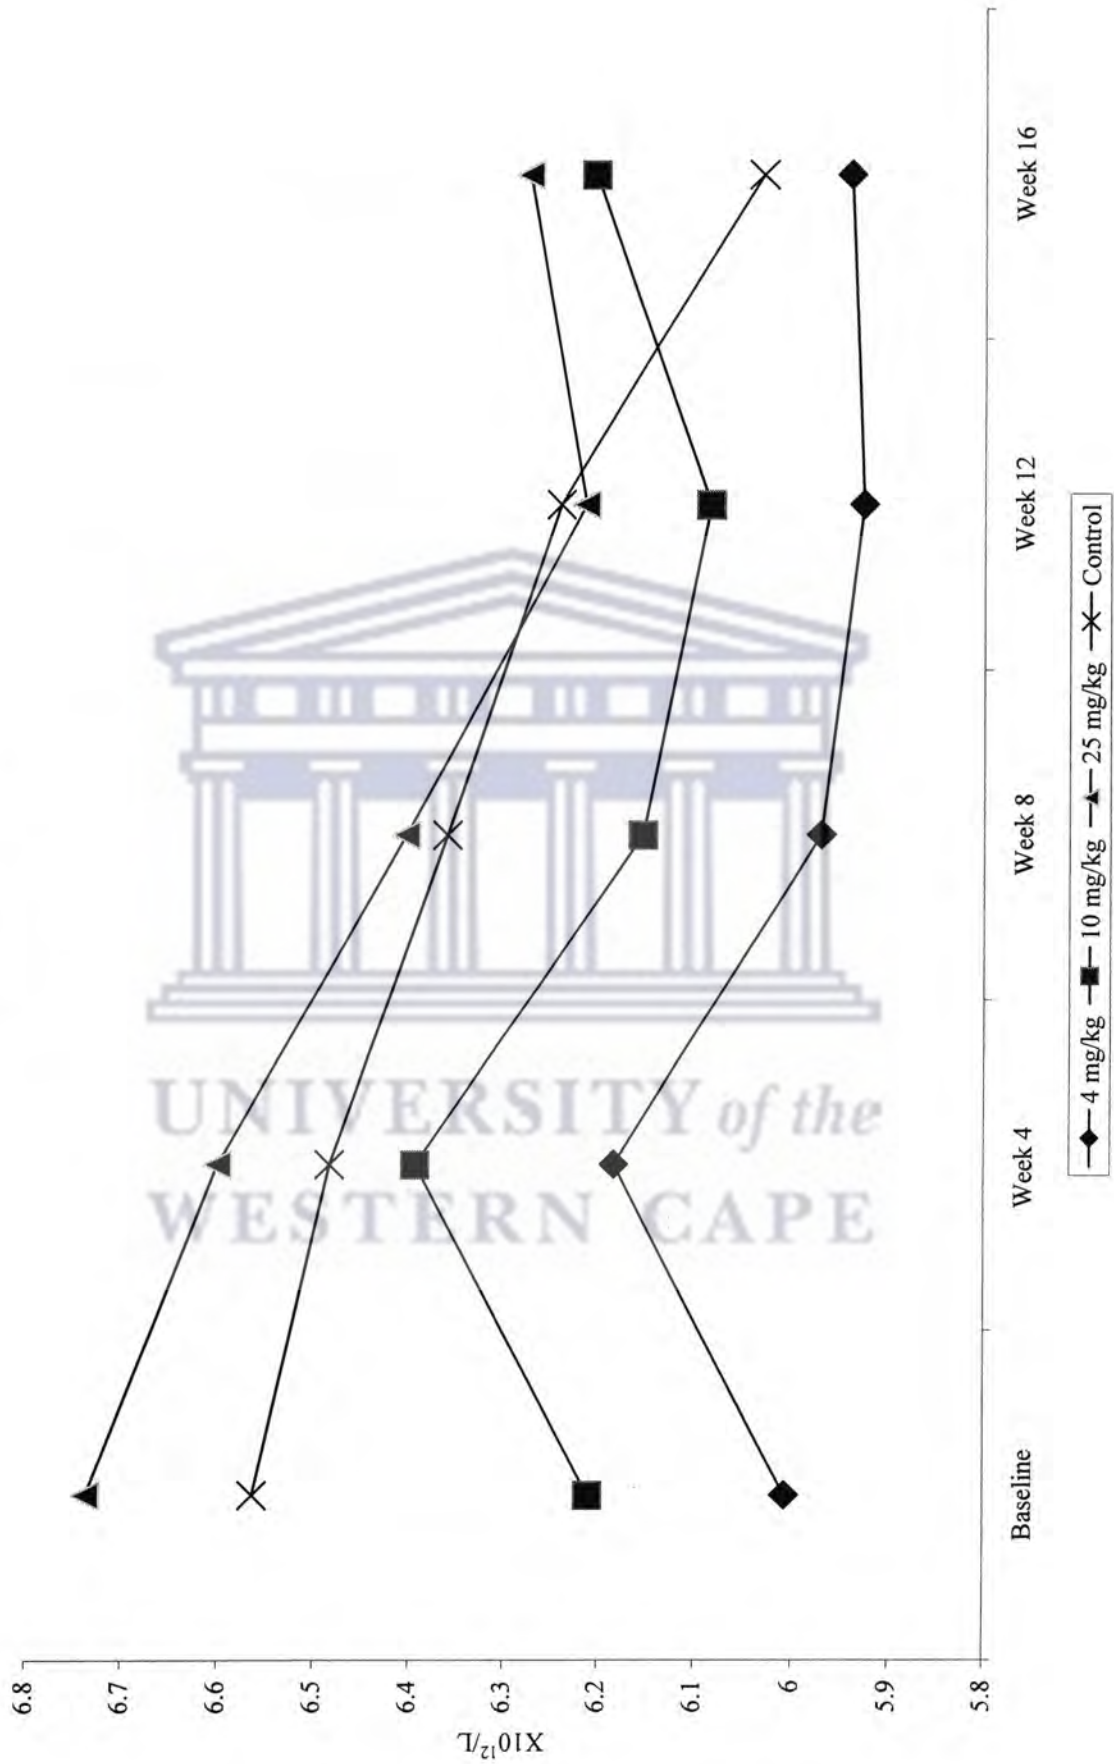 6.8
6.7
6.6
6.5
6.4
6.3
6.2
6.1
6
5.9
5.8
X10¹²/L
Baseline
Week 4
Week 8
Week 12
Week 16
4 mg/kg 10 mg/kg 25 mg/kg Control
UNIVERSITY of the
WESTERN CAPE